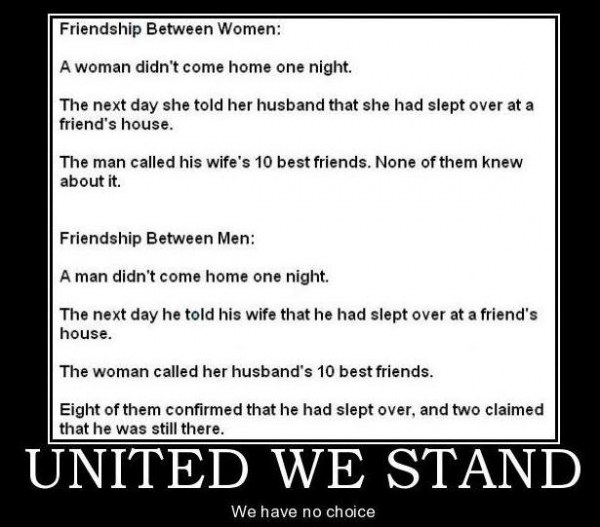 Friendship Between Women:
A woman didn't come home one night.
The next day she told her husband that she had slept over at a
friend's house.
The man called his wife's 10 best friends. None of them knew
about it.
Friendship Between Men:
A man didn't come home one night.
The next day he told his wife that he had slept over at a friend's
house.
The woman called her husband's 10 best friends.
Eight of them confirmed that he had slept over, and two claimed
that he was still there.
UNITED WE STAND
We have no choice